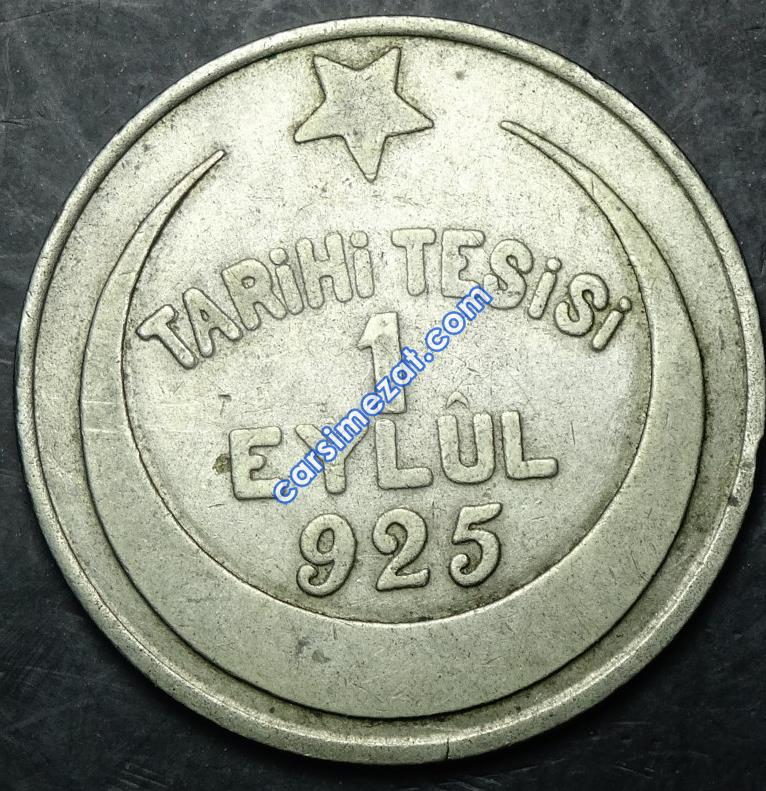 TARiHi TESiSi
1
EYLÛL
925
carsimezat.com